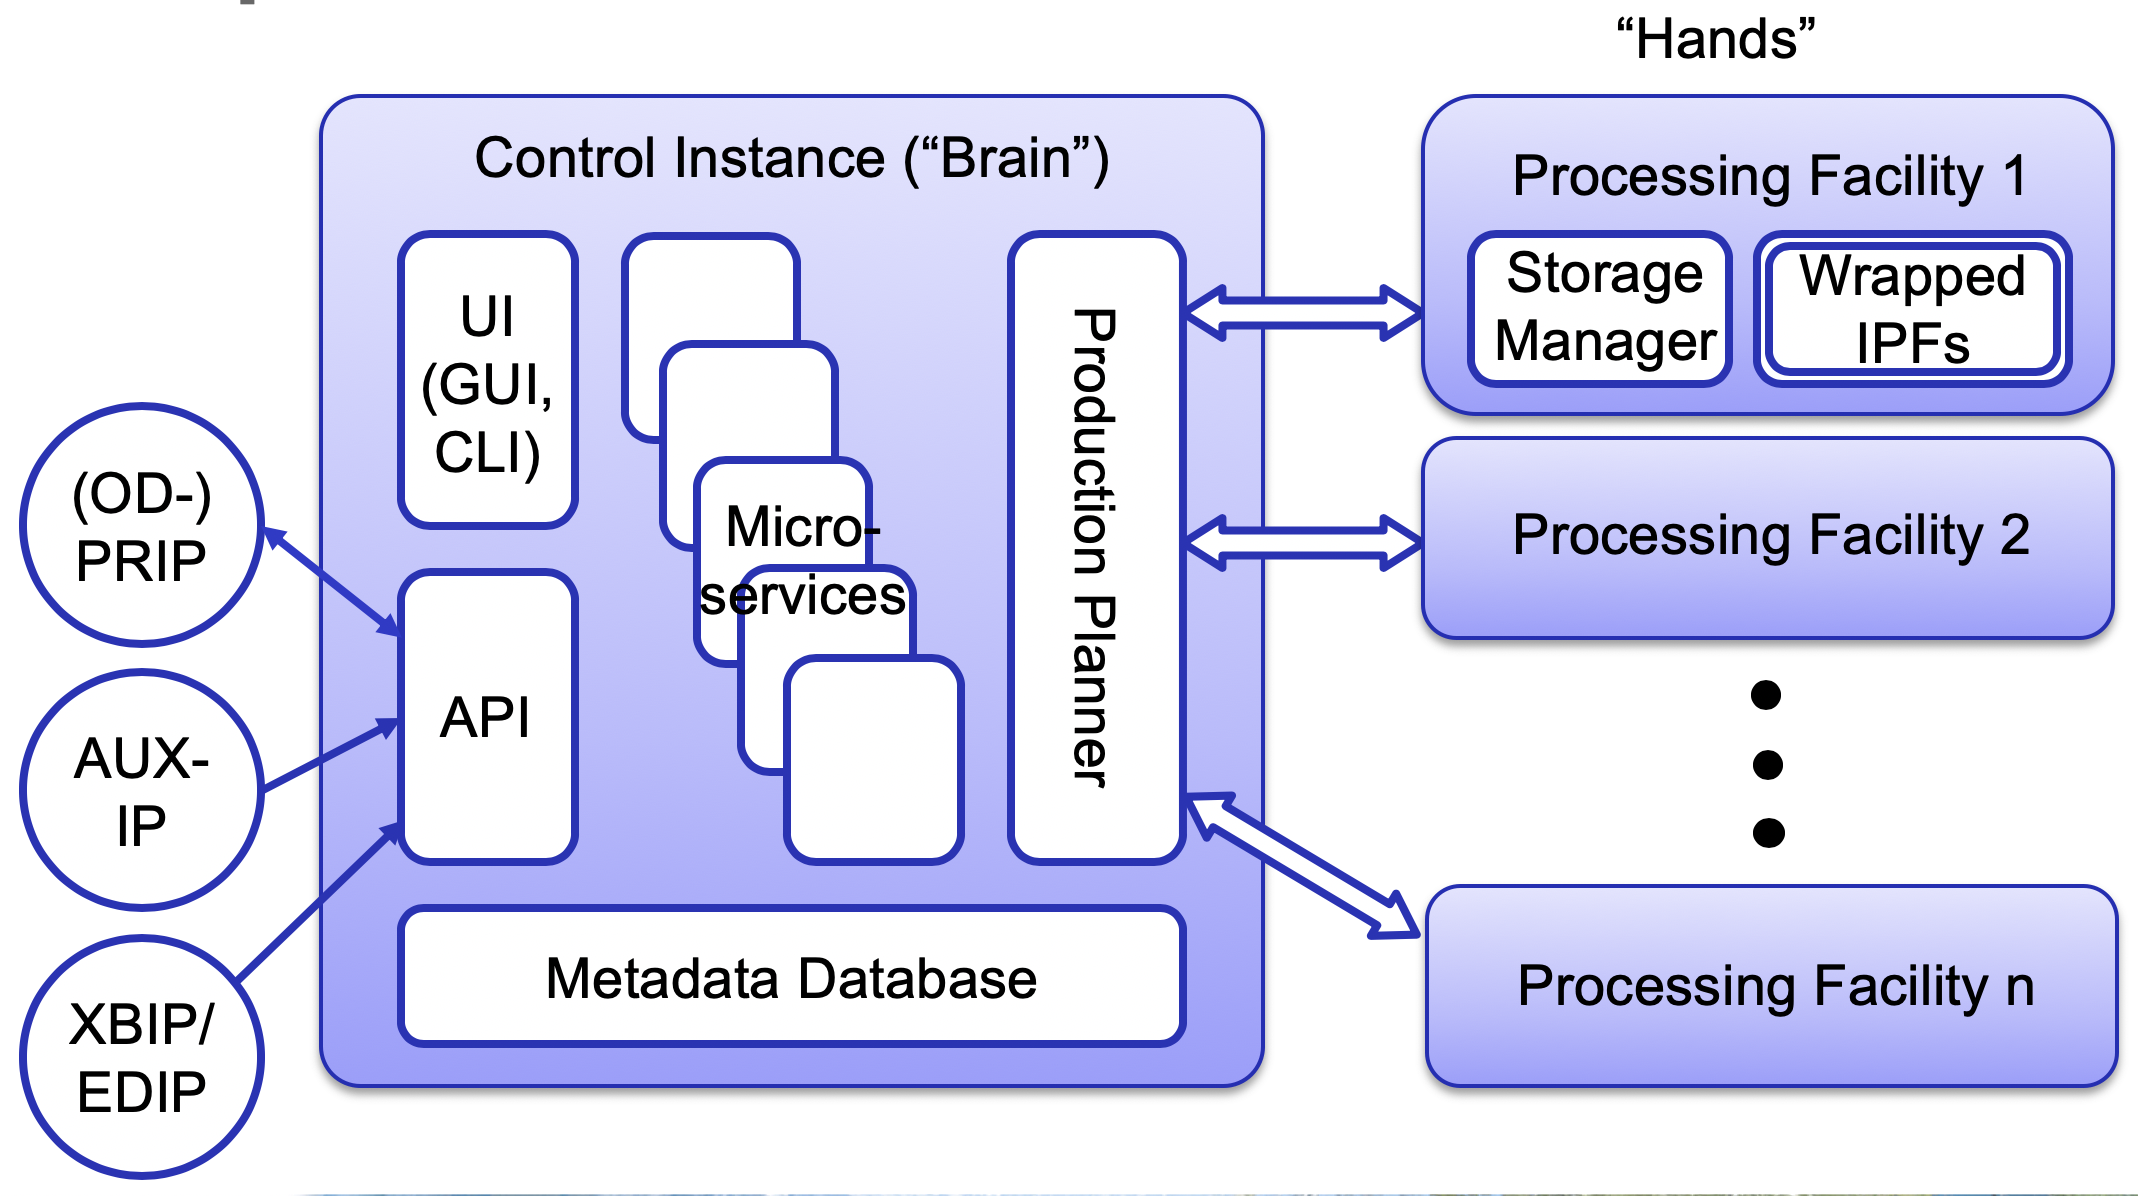 “Hands”
Control Instance (“Brain”)
UI
(GUI,
CLI)
API
Micro-
services
Production Planner
Metadata Database
(OD-)
PRIP
AUX-
IP
XBIP/
EDIP
Processing Facility 1
Storage
Manager
Wrapped
IPFs
Processing Facility 2
Processing Facility n